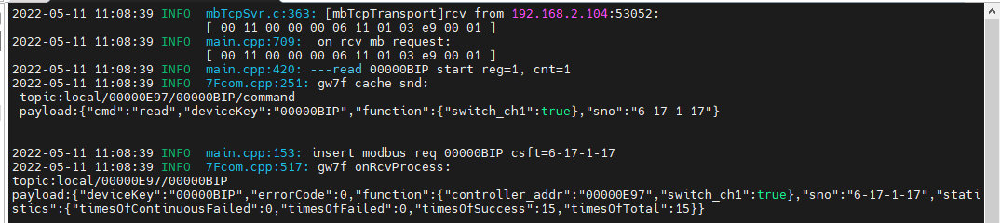 2022-05-11 11:08:39 INFO  mbTcpSvr.c:363: [mbTcpTransport]rcv from 192.168.2.104:53052:
[ 00 11 00 00 00 06 11 01 03 e9 00 01 ]
2022-05-11 11:08:39 INFO  main.cpp:709:  on rcv mb request:
[ 00 11 00 00 00 06 11 01 03 e9 00 01 ]
2022-05-11 11:08:39 INFO  main.cpp:420: ---read 00000BIP start reg=1, cnt=1
2022-05-11 11:08:39 INFO  7Fcom.cpp:251: gw7f cache snd:
topic:local/00000E97/00000BIP/command
payload:{"cmd":"read","deviceKey":"00000BIP","function":{"switch_ch1":true},"sno":"6-17-1-17"}
2022-05-11 11:08:39 INFO  main.cpp:153: insert modbus req 00000BIP csft=6-17-1-17
2022-05-11 11:08:39 INFO  7Fcom.cpp:517: gw7f onRcvProcess:
topic:local/00000E97/00000BIP
payload:{"deviceKey":"00000BIP","errorCode":0,"function":{"controller_addr":"00000E97","switch_ch1":true},"sno":"6-17-1-17","stati
stics":{"timesOfContinuousFailed":0,"timesOfFailed":0,"timesOfSuccess":15,"timesOfTotal":15}}